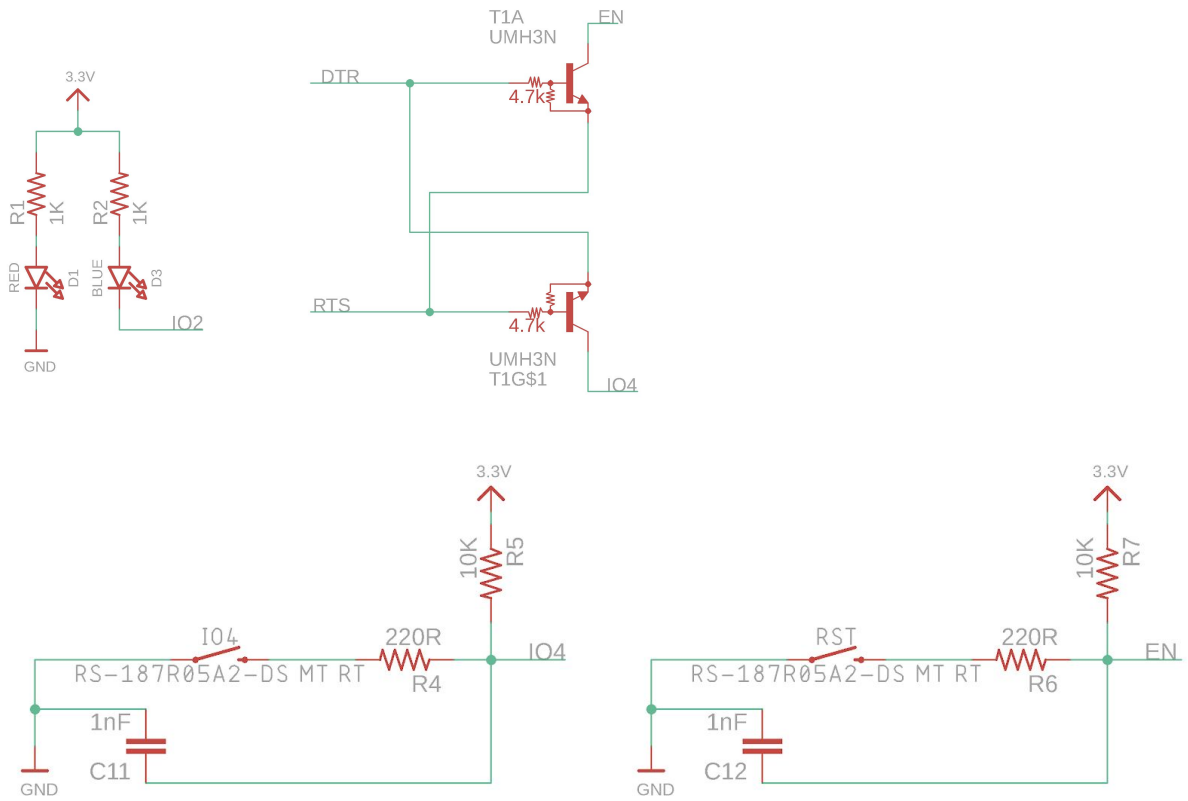 3.3V
R1
1K
R2
1K
RED
D1
BLUE
D3
IO2
GND
T1A
UMH3N
EN
DTR
4.7k
RTS
4.7k
UMH3N
T1G$1
IO4
3.3V
10K
R5
IO4
220R
IO4
RS-187R05A2-DS MT RT
R4
1nF
C11
GND
3.3V
10K
R7
RST
220R
EN
RS-187R05A2-DS MT RT
R6
1nF
C12
GND